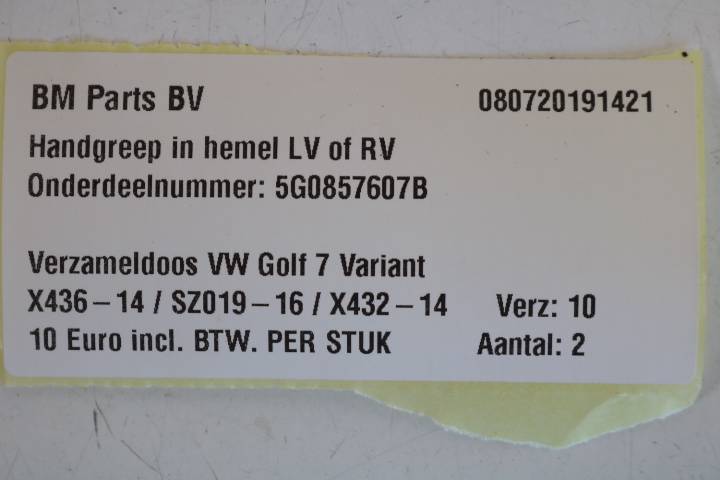 BM Parts BV 080720191421
Handgreep in hemel LV of RV
Onderdeelnummer: 5G0857607B
Verzameldoos VW Golf 7 Variant
X436-14 / SZ019-16 / X432-14 Verz: 10
10 Euro incl. BTW. PER STUK Aantal: 2